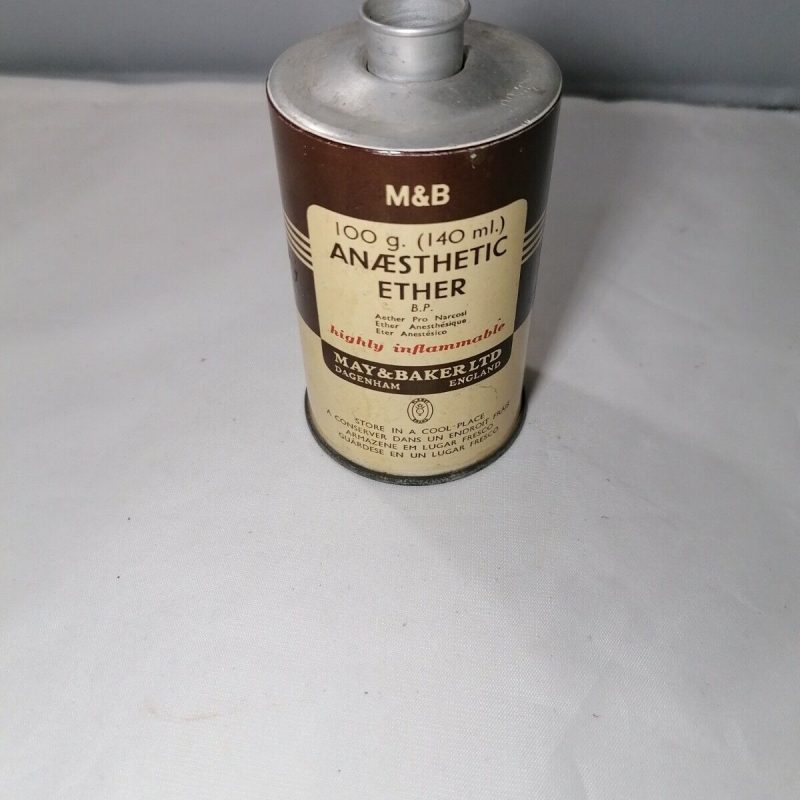 M&B
100 g. (140 ml.)
ANÆSTHETIC
ETHER
B.P.
Aether Pro Narcosi
Ether Anesthésique
Eter Anestésico
highly inflammable
MAY & BAKER LTD
DAGENHAM ENGLAND
STORE IN A COOL PLACE
A CONSERVER DANS UN ENDROIT FRAIS
ARMAZENE EM LUGAR FRESCO
GUÁRDESE EN UN LUGAR FRESCO